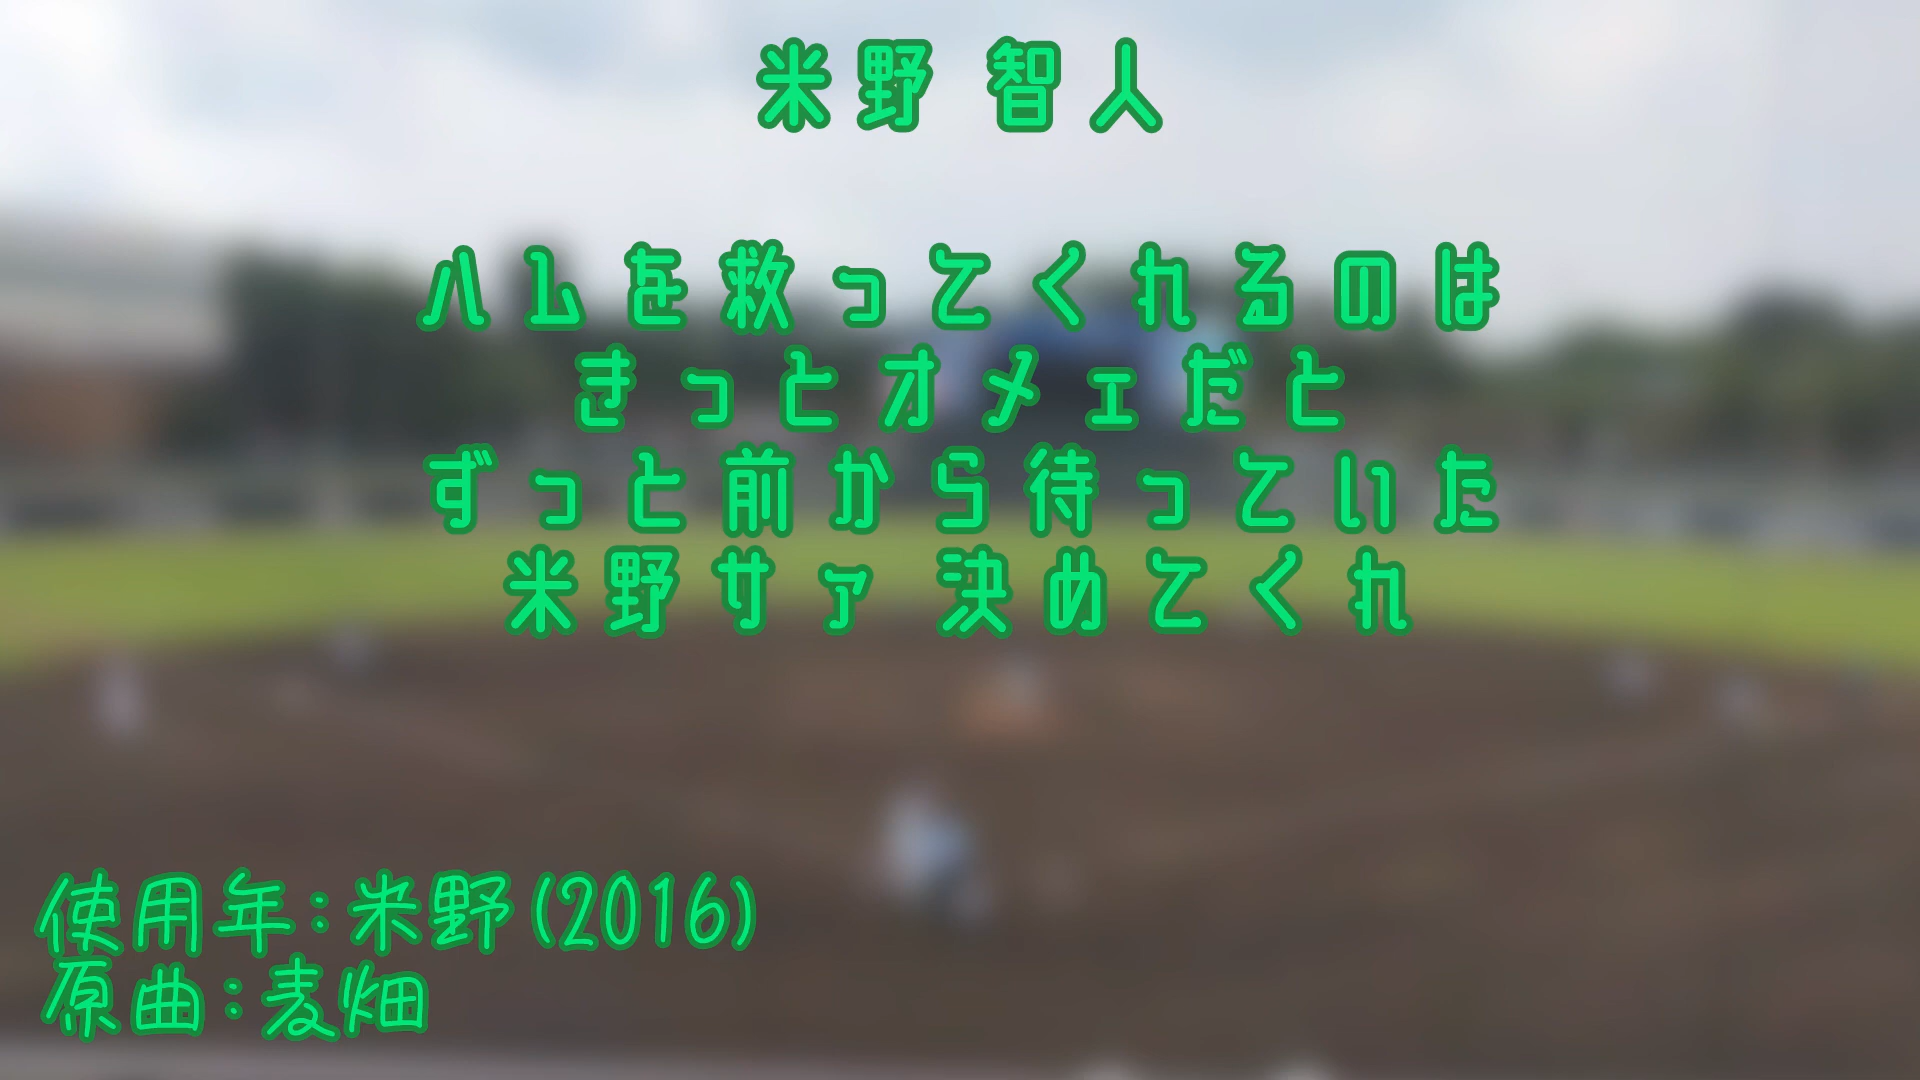 米野 智人
ハムを救ってくれるのは
きっとオメェだと
ずっと前から待っていた
米野サァ 決めてくれ
使用年:米野(2016)
原曲:麦畑